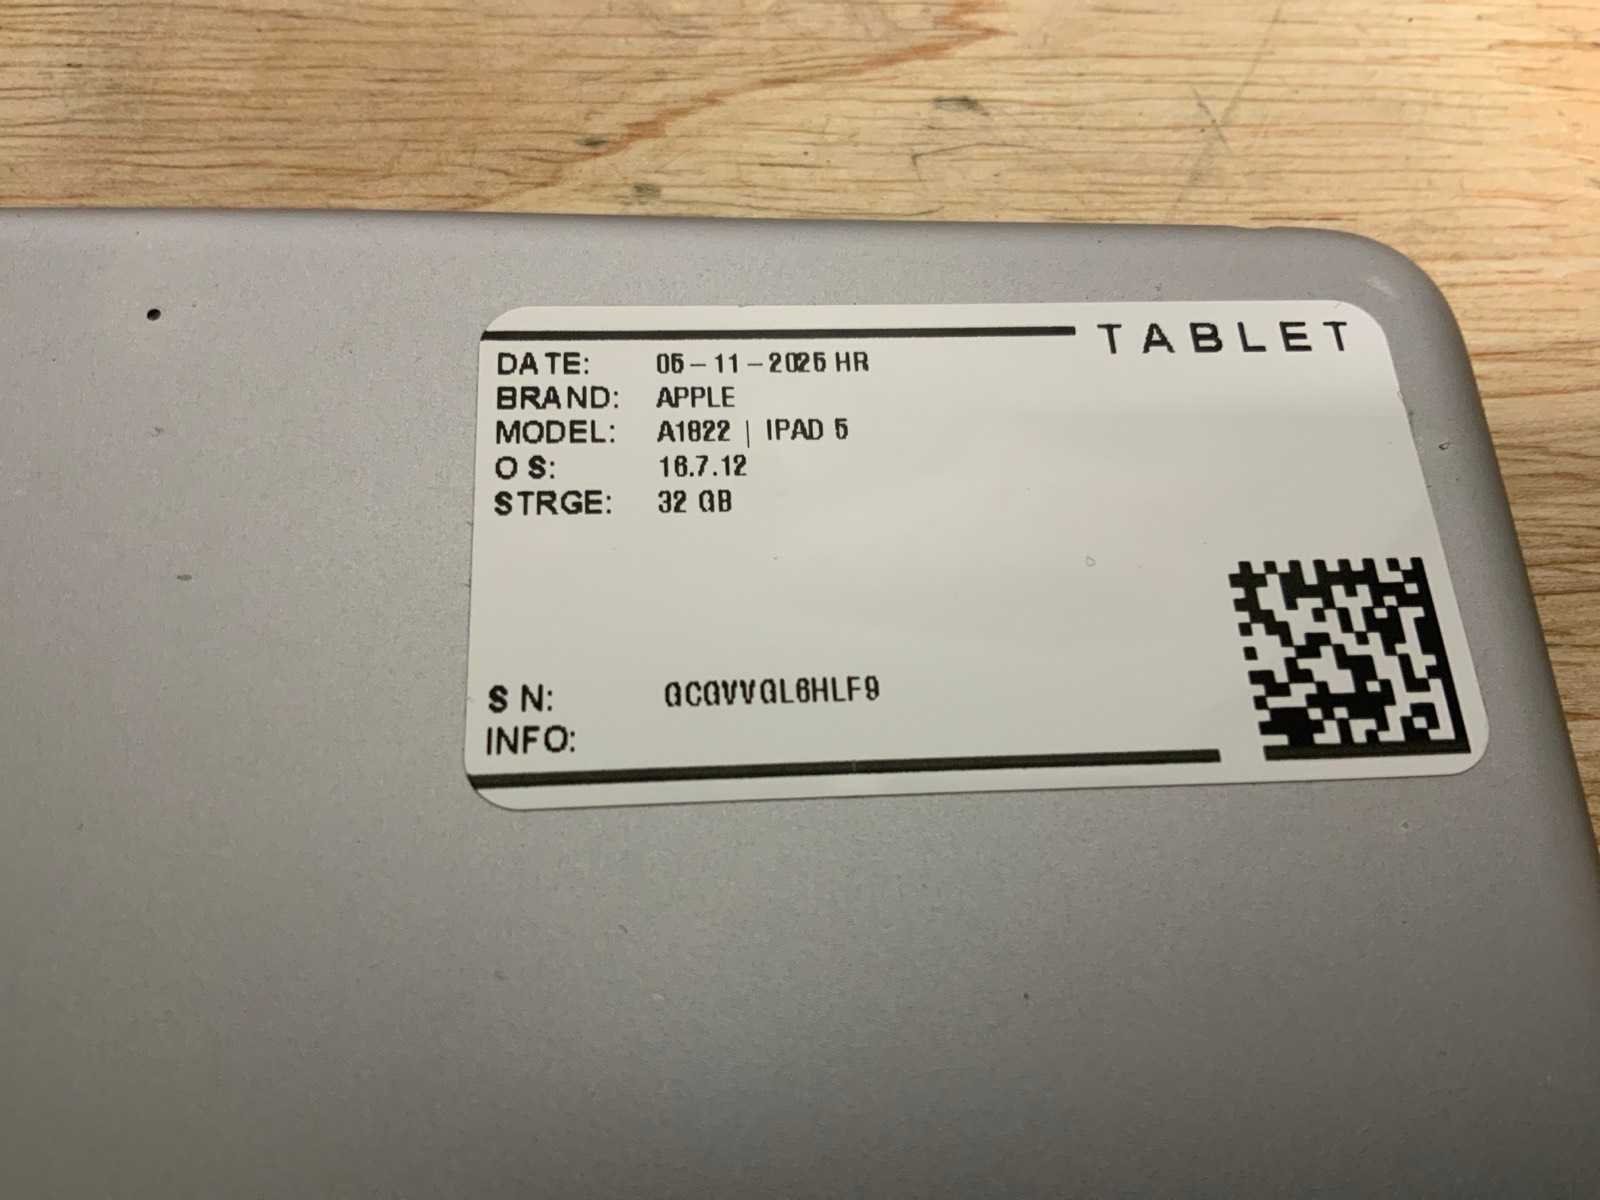 TABLET
DATE: 05-11-2025 HR
BRAND: APPLE
MODEL: A1822 | IPAD 5
OS: 16.7.12
STRGE: 32 GB
SN: GCGVVGL6HLF9
INFO: